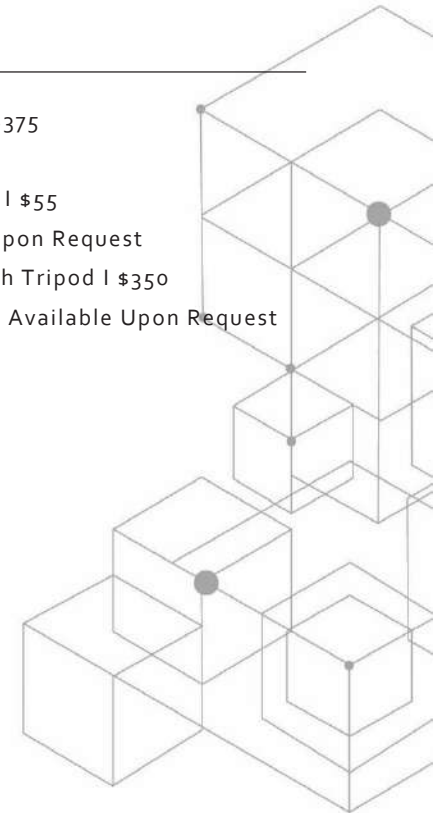 375
I $55
pon Request
h Tripod I $350
Available Upon Request